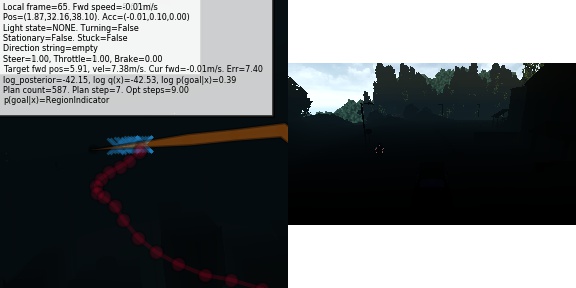 Local frame=65. Fwd speed=-0.01m/s
Pos=(1.87,32.16,38.10). Acc=(-0.01,0.10,0.00)
Light state=NONE. Turning=False
Stationary=False. Stuck=False
Direction string=empty
Steer=1.00, Throttle=1.00, Brake=0.00
Target fwd pos=5.91, vel=7.38m/s. Cur fwd=-0.01m/s. Err=7.40
log_posterior=-42.15, log q(x)=-42.53, log p(goal|x)=0.39
Plan count=587. Plan step=7. Opt steps=9.00
p(goal|x)=RegionIndicator